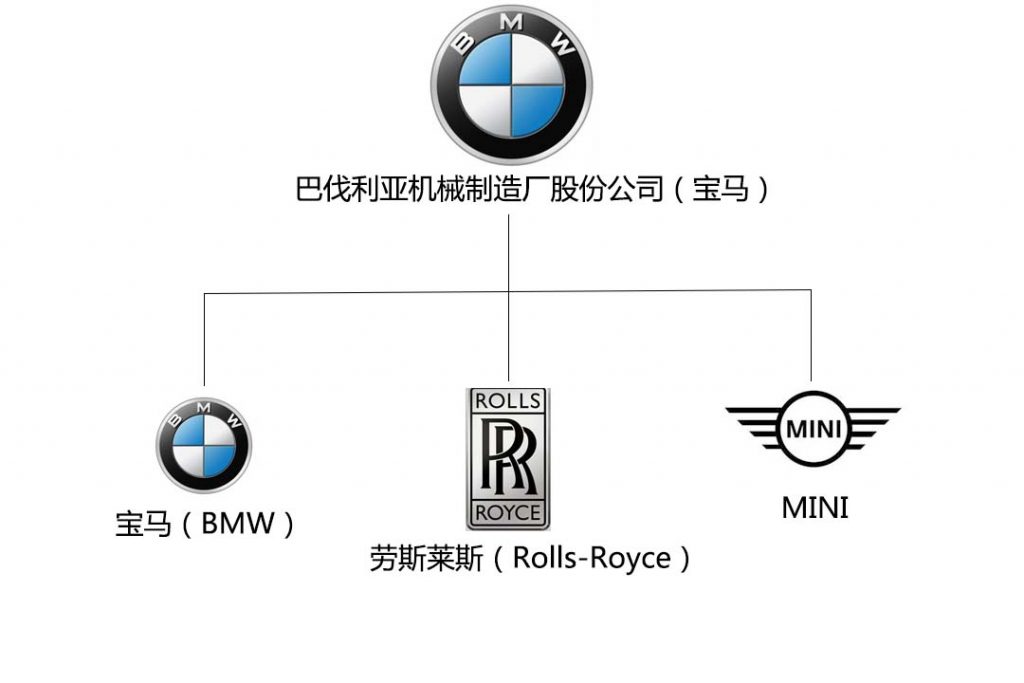 BMW
巴伐利亚机械制造厂股份公司（宝马）
BMW
宝马（BMW）
ROLLS
RR
ROYCE
劳斯莱斯（Rolls-Royce）
MINI
MINI